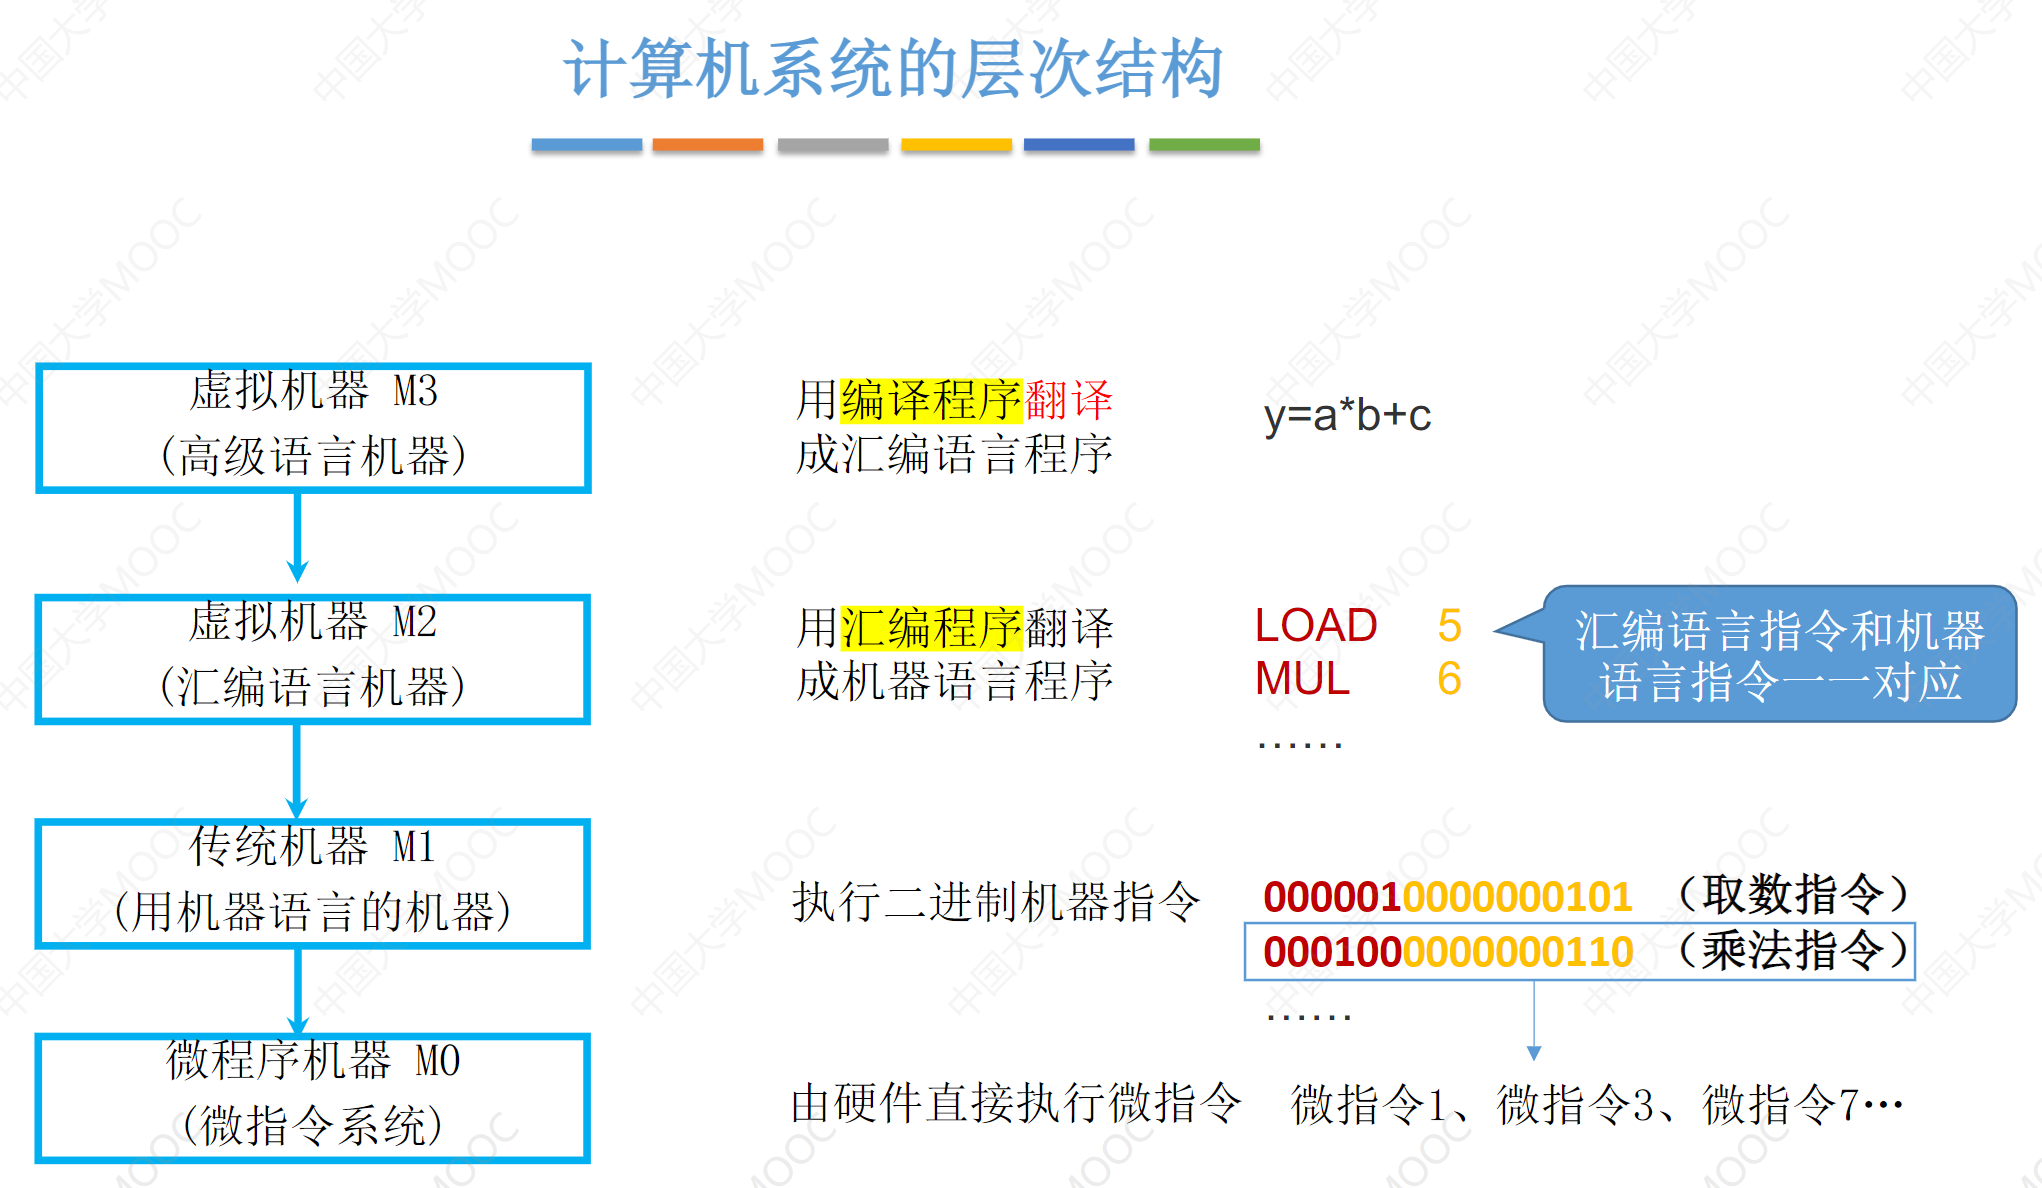 计算机系统的层次结构
虚拟机器 M3
(高级语言机器)
用编译程序翻译
成汇编语言程序
y=a*b+c
虚拟机器 M2
(汇编语言机器)
用汇编程序翻译
成机器语言程序
LOAD 5
MUL 6
......
汇编语言指令和机器
语言指令一一对应
传统机器 M1
(用机器语言的机器)
执行二进制机器指令
0000010000000101 （取数指令）
0001000000000110 （乘法指令）
......
微程序机器 M0
(微指令系统)
由硬件直接执行微指令
微指令1、微指令3、微指令7…
中国大学MOOC